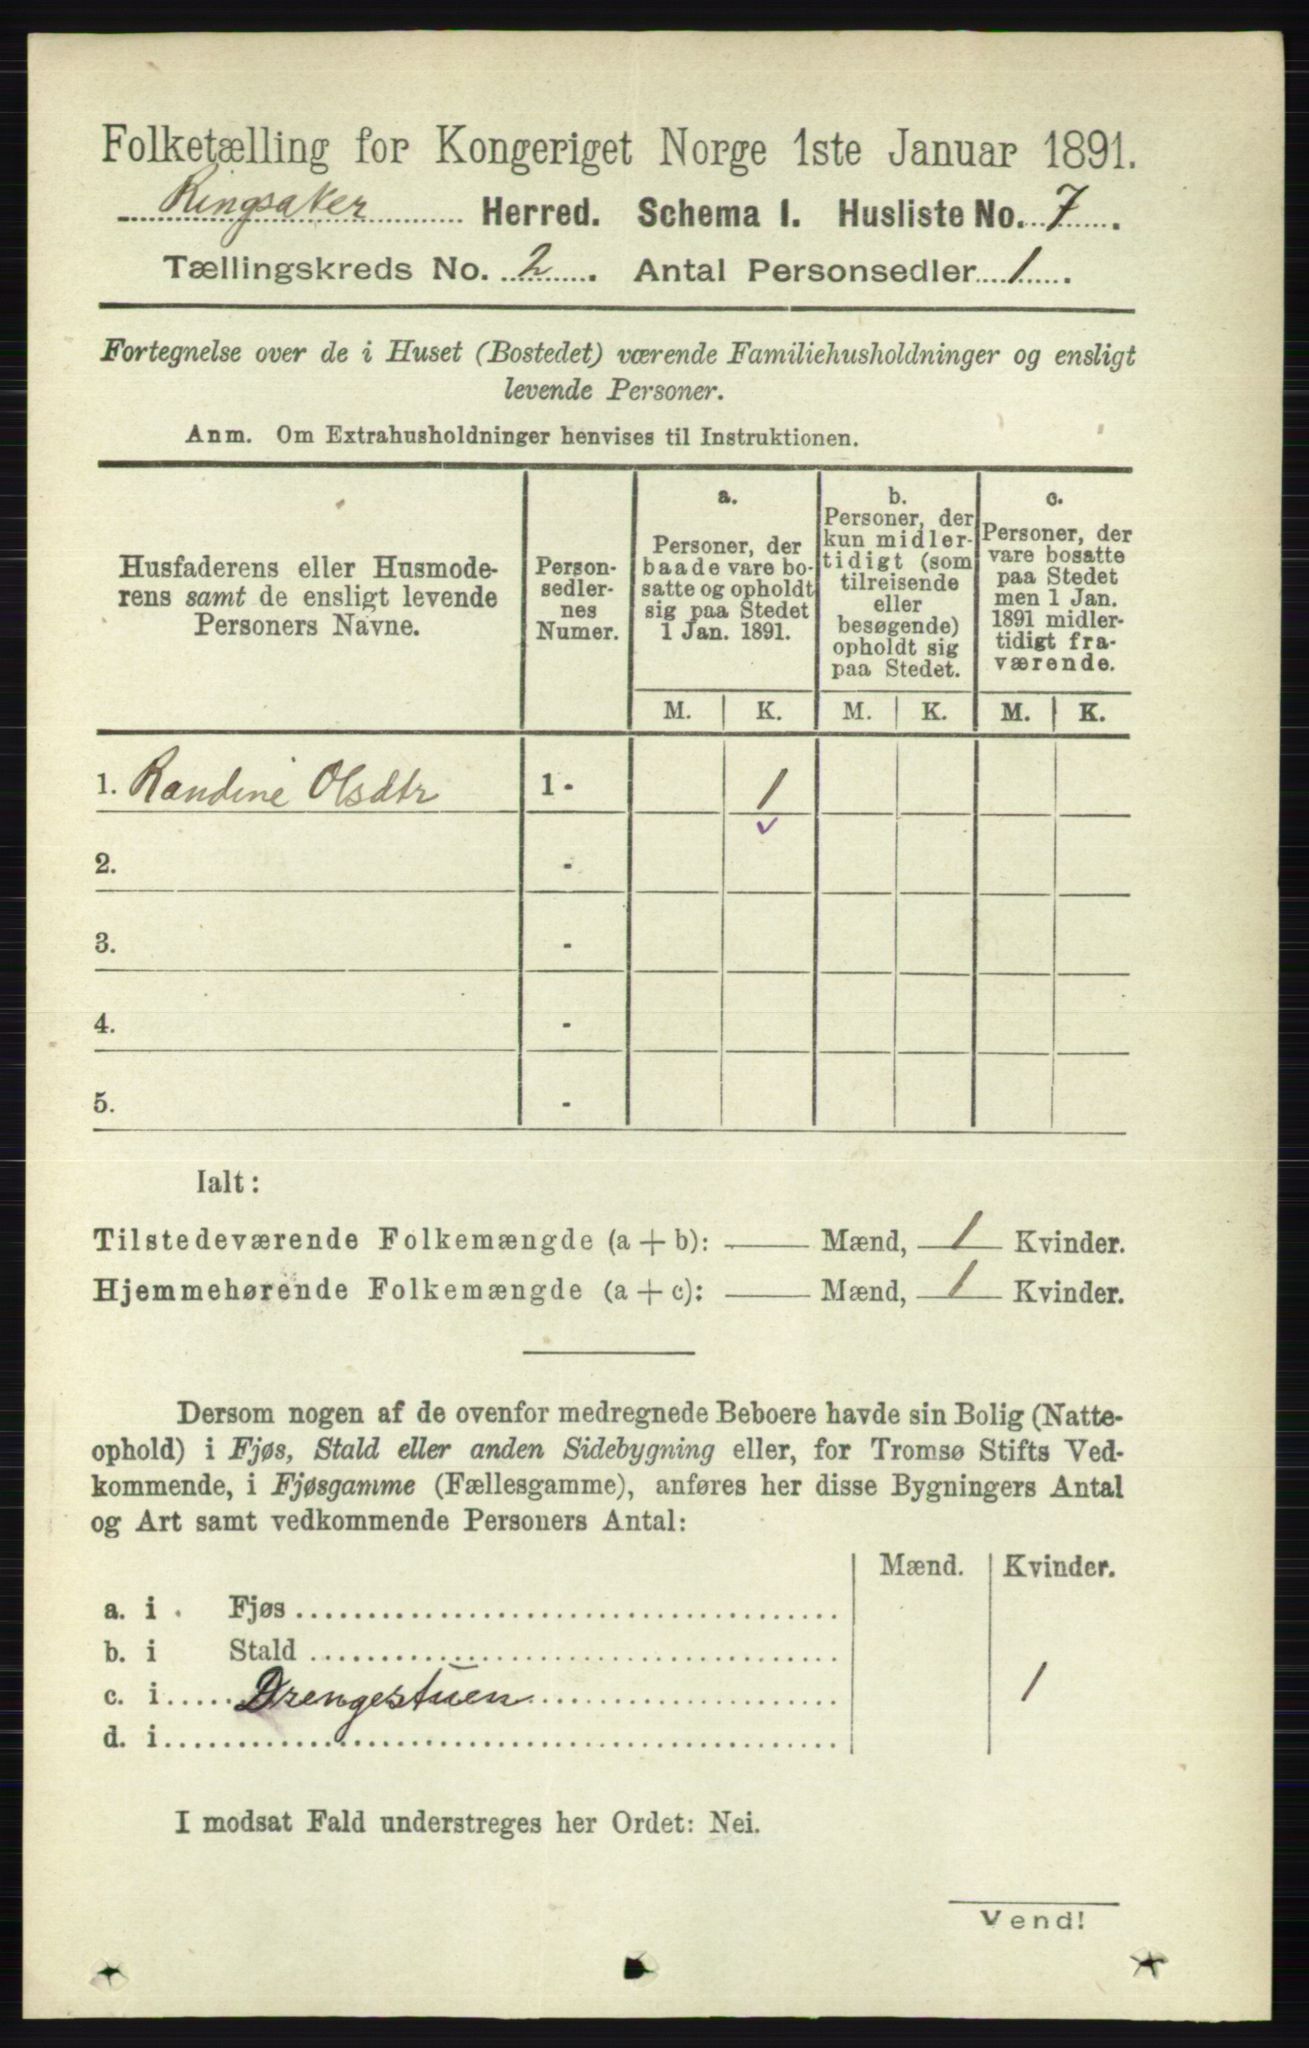 Folketælling for Kongeriget Norge 1ste Januar 1891.
Ringsaker Herred. Schema I. Husliste No. 7.
Tællingskreds No. 2. Antal Personsedler 1.
Fortegnelse over de i Huset (Bostedet) værende Familiehusholdninger og ensligt
levende Personer.
Anm. Om Extrahusholdninger henvises til Instruktionen.
Husfaderens eller Husmode-
rens samt de ensligt levende
Personers Navne.
Person-
sedler-
nes
Numer.
a.
Personer, der
baade vare bo-
satte og opholdt
sig paa Stedet
1 Jan. 1891.
b.
Personer, der
kun midler-
tidigt (som
tilreisende
eller
besøgende)
opholdt sig
paa Stedet.
c.
Personer, der
vare bosatte
paa Stedet
men 1 Jan.
1891 midler-
tidigt fra-
værende.
M. K. M. K. M. K.
1. Randine Olsdtr 1 - 1
2. -
3. -
4. -
5. -
Ialt:
Tilstedeværende Folkemængde (a + b): — Mænd, 1 Kvinder.
Hjemmehørende Folkemængde (a + c): — Mænd, 1 Kvinder.
Dersom nogen af de ovenfor medregnede Beboere havde sin Bolig (Natte-
ophold) i Fjøs, Stald eller anden Sidebygning eller, for Tromsø Stifts Ved-
kommende, i Fjøsgamme (Fællesgamme), anføres her disse Bygningers Antal
og Art samt vedkommende Personers Antal:
Mænd. Kvinder.
a. i Fjøs
b. i Stald
c. i Drengestuen 1
d. i
I modsat Fald understreges her Ordet: Nei.
Vend!